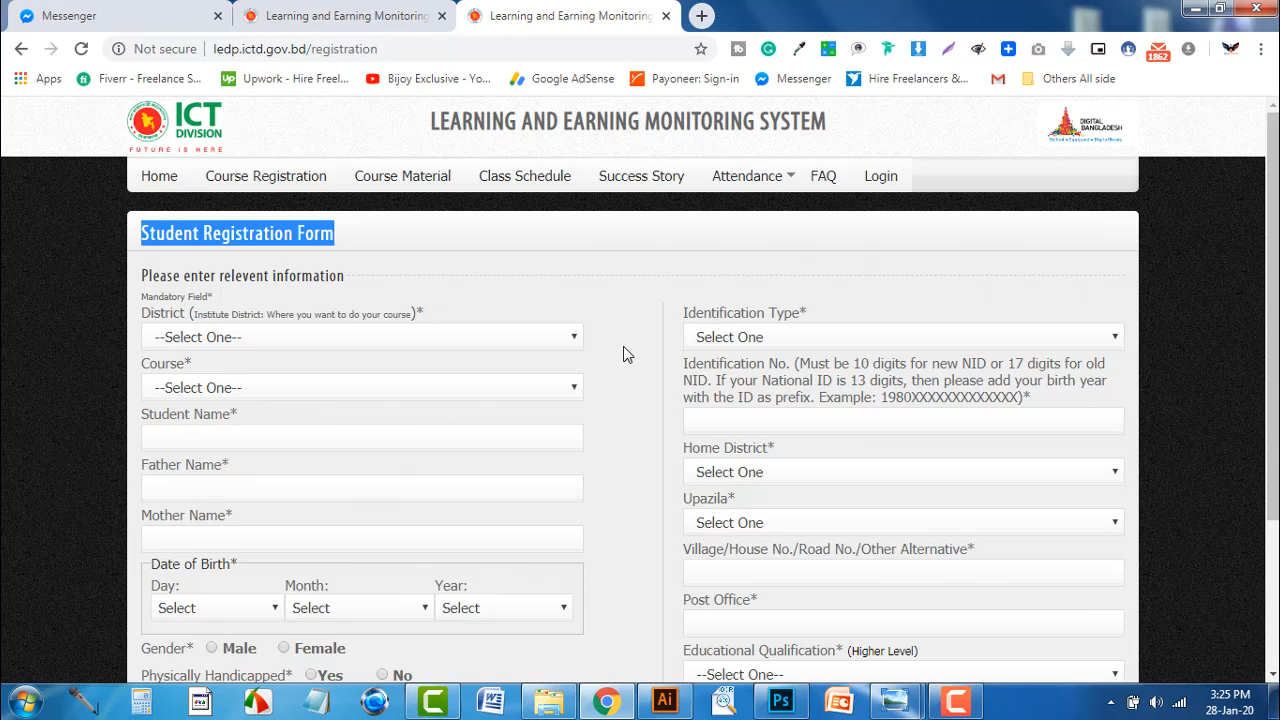 Messenger
Learning and Earning Monitoring
Learning and Earning Monitoring
Not secure
ledp.ictd.gov.bd/registration
1862
Apps
Fiverr - Freelance S...
Upwork - Hire Freel...
Bijoy Exclusive - Yo...
Google AdSense
Payoneer: Sign-in
Messenger
Hire Freelancers &...
Others All side
ICT
DIVISION
FUTURE IS HERE
LEARNING AND EARNING MONITORING SYSTEM
DIGITAL
BANGLADESH
Home
Course Registration
Course Material
Class Schedule
Success Story
Attendance
FAQ
Login
Student Registration Form
Please enter relevent information
Mandatory Field*
District (Institute District: Where you want to do your course)*
--Select One--
Course*
--Select One--
Student Name*
Father Name*
Mother Name*
Date of Birth*
Day:
Month:
Year:
Select
Select
Select
Gender*
Male
Female
Physically Handicapped*
Yes
No
Identification Type*
Select One
Identification No. (Must be 10 digits for new NID or 17 digits for old
NID. If your National ID is 13 digits, then please add your birth year
with the ID as prefix. Example: 1980XXXXXXXXXXXXX)*
Home District*
Select One
Upazila*
Select One
Village/House No./Road No./Other Alternative*
Post Office*
Educational Qualification* (Higher Level)
--Select One--
Ai
Ps
3:25 PM
28-Jan-20